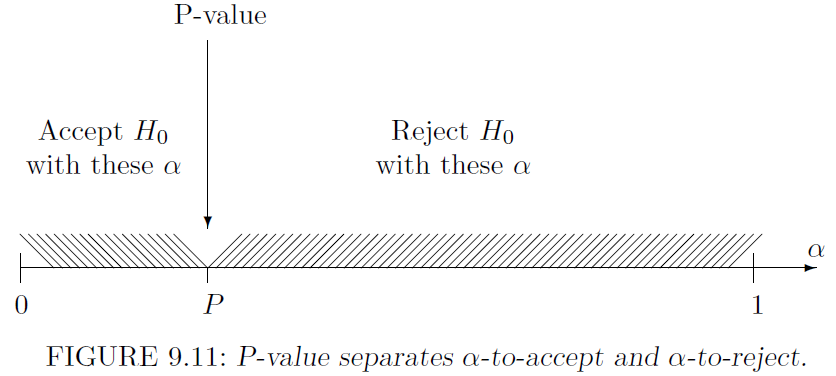 P-value
Accept H₀
with these α
Reject H₀
with these α
α
0
P
1
FIGURE 9.11: P-value separates α-to-accept and α-to-reject.